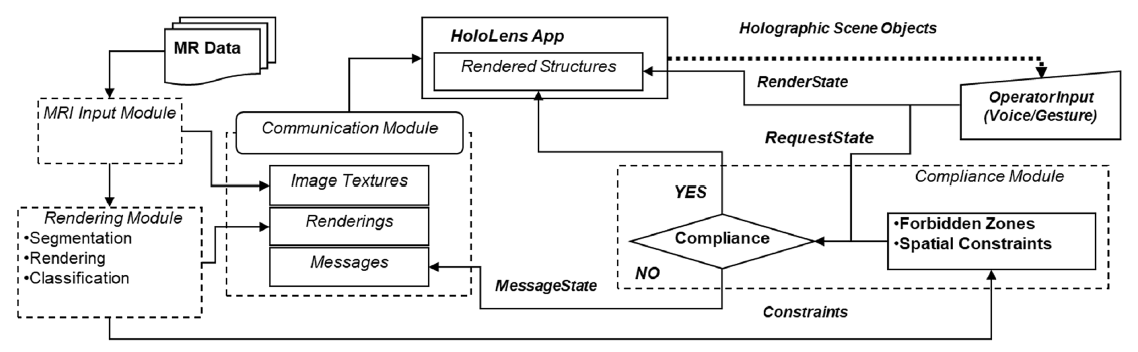 MR Data
MRI Input Module
Rendering Module
•Segmentation
•Rendering
•Classification
Communication Module
Image Textures
Renderings
Messages
HoloLens App
Rendered Structures
Holographic Scene Objects
RenderState
OperatorInput
(Voice/Gesture)
RequestState
Compliance Module
YES
Compliance
NO
•Forbidden Zones
•Spatial Constraints
MessageState
Constraints